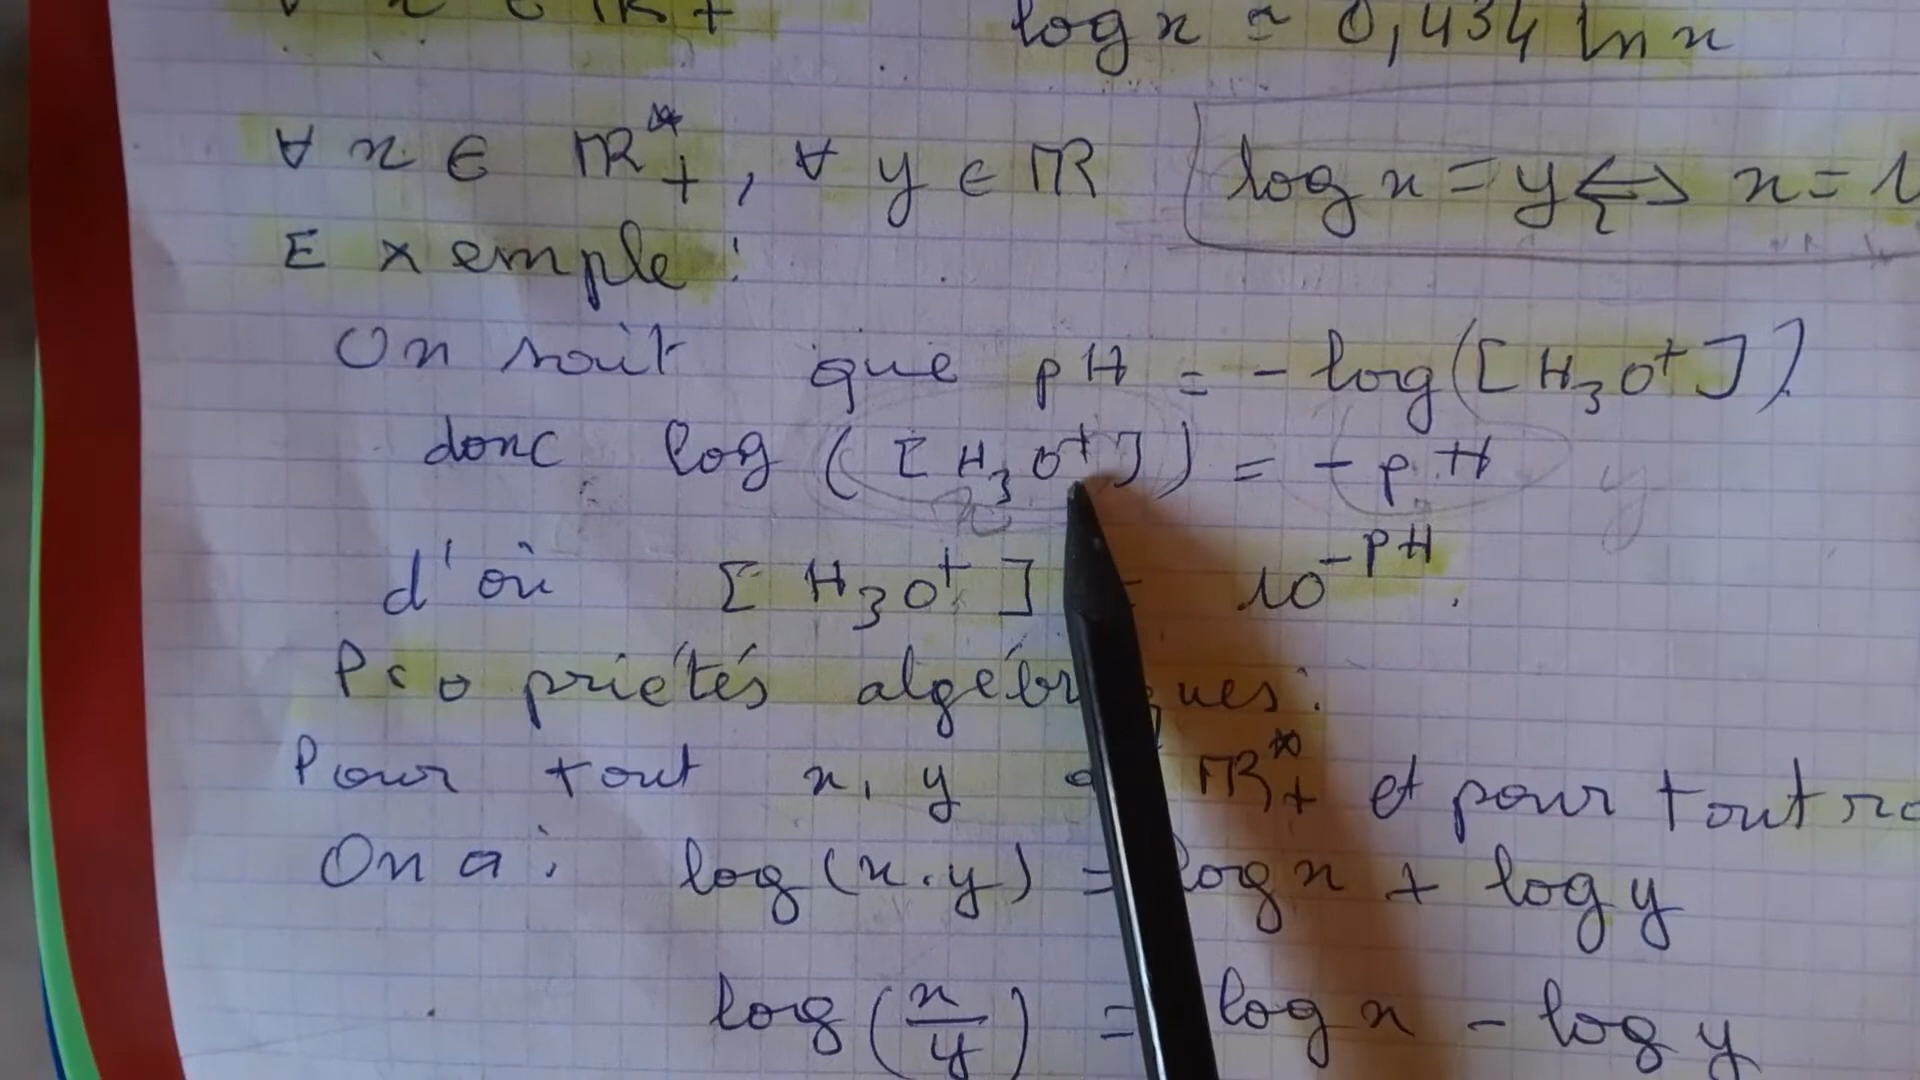 ∀ x ∈ ℝ+ log x ≃ 0,434 ln x
∀ x ∈ ℝ*+, ∀ y ∈ ℝ log x = y ⟺ x = 1
Exemple :
On sait que pH = - log([H₃O⁺]).
donc log ([H₃O⁺]) = - pH y
x
d'où [H₃O⁺] = 10^-pH.
Propriétés algébriques :
Pour tout x, y ℝ*+ et pour tout
On a : log(x.y) = log x + log y
log(x/y) = log x - log y